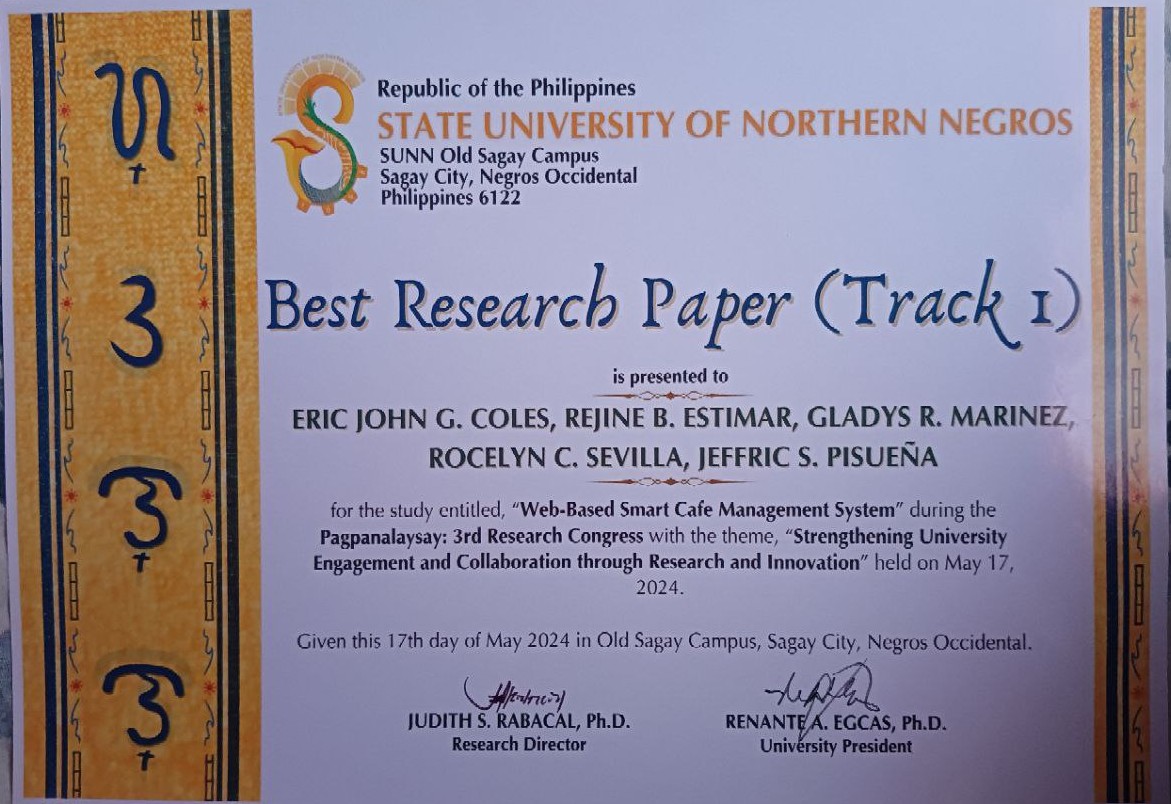 ᜐ᜔
ᜂ
ᜈ᜔
ᜈ᜔
Republic of the Philippines
STATE UNIVERSITY OF NORTHERN NEGROS
SUNN Old Sagay Campus
Sagay City, Negros Occidental
Philippines 6122
Best Research Paper (Track 1)
is presented to
ERIC JOHN G. COLES, REJINE B. ESTIMAR, GLADYS R. MARINEZ,
ROCELYN C. SEVILLA, JEFFRIC S. PISUEÑA
for the study entitled, “Web-Based Smart Cafe Management System” during the
Pagpanalaysay: 3rd Research Congress with the theme, “Strengthening University
Engagement and Collaboration through Research and Innovation” held on May 17,
2024.
Given this 17th day of May 2024 in Old Sagay Campus, Sagay City, Negros Occidental.
JUDITH S. RABACAL, Ph.D.
Research Director
RENANTE A. EGCAS, Ph.D.
University President